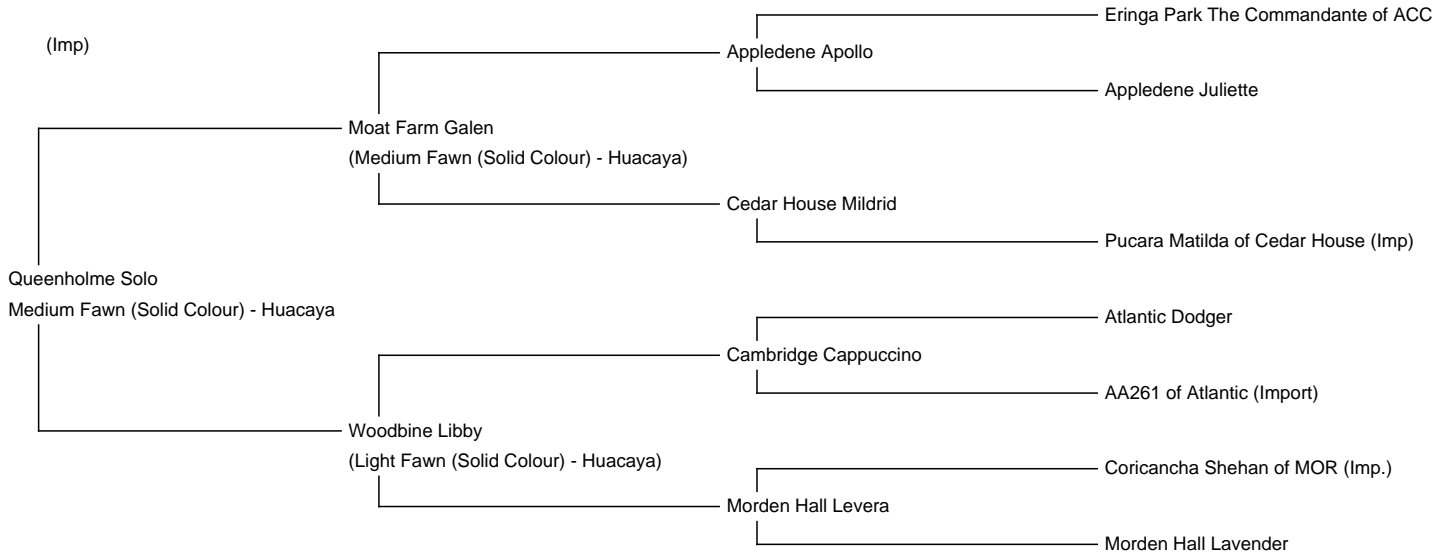 Eringa Park The Commandante of ACC
(Imp)
Appledene Apollo
Appledene Juliette
Moat Farm Galen
(Medium Fawn (Solid Colour) - Huacaya)
Cedar House Mildrid
Pucara Matilda of Cedar House (Imp)
Queenholme Solo
Medium Fawn (Solid Colour) - Huacaya
Atlantic Dodger
Cambridge Cappuccino
AA261 of Atlantic (Import)
Woodbine Libby
(Light Fawn (Solid Colour) - Huacaya)
Coricancha Shehan of MOR (Imp.)
Morden Hall Levera
Morden Hall Lavender